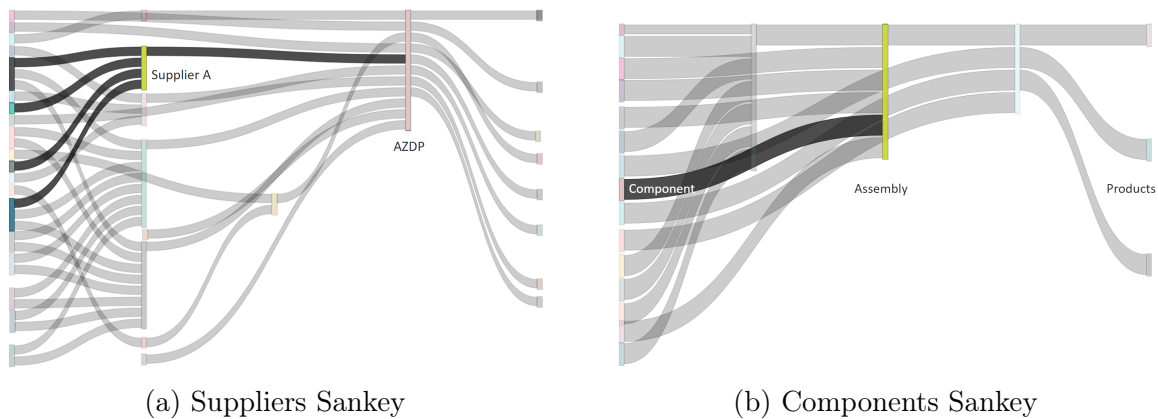 Supplier A
AZDP
Component
Assembly
Products
(a) Suppliers Sankey
(b) Components Sankey